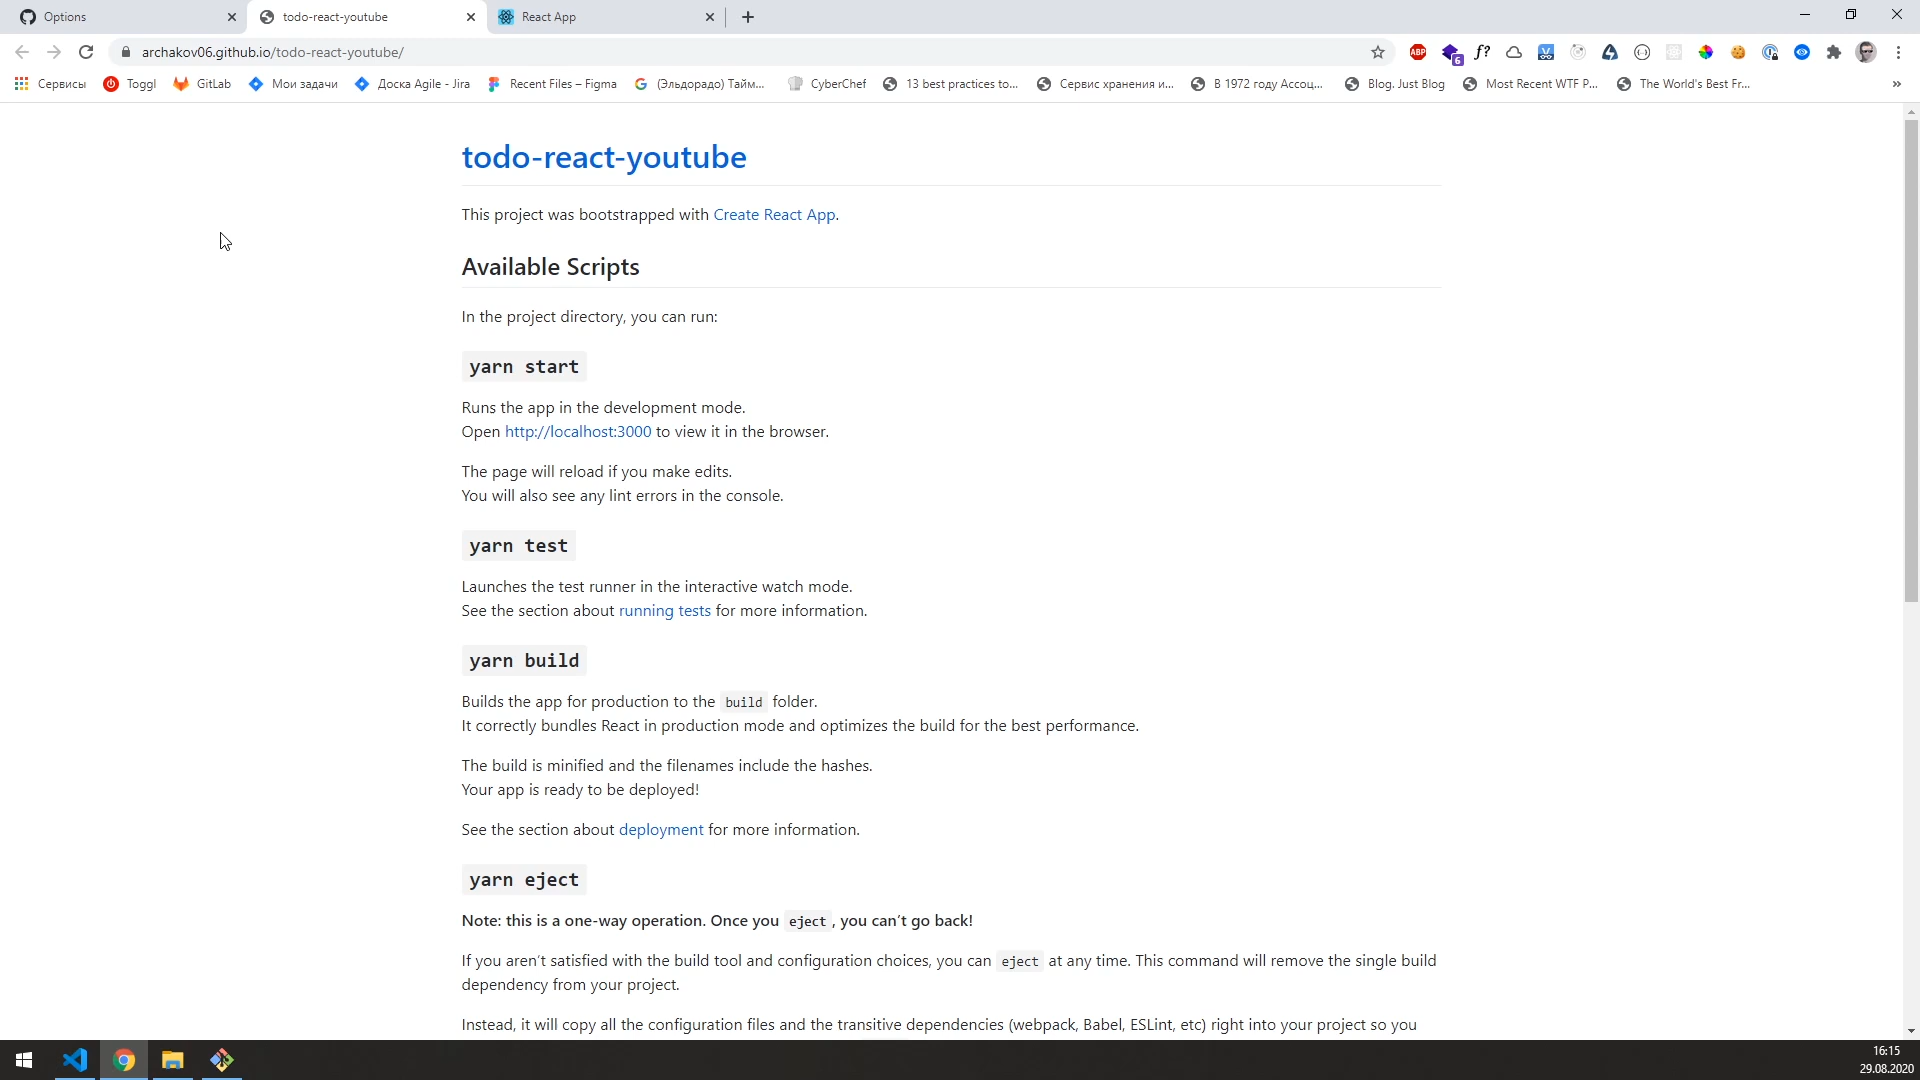 Options
todo-react-youtube
React App
archakov06.github.io/todo-react-youtube/
ABP
6
f?
Сервисы
Toggl
GitLab
Мои задачи
Доска Agile - Jira
Recent Files – Figma
(Эльдорадо) Тайм...
CyberChef
13 best practices to...
Сервис хранения и...
В 1972 году Ассоц...
Blog. Just Blog
Most Recent WTF P...
The World's Best Fr...
»
todo-react-youtube
This project was bootstrapped with Create React App.
Available Scripts
In the project directory, you can run:
yarn start
Runs the app in the development mode.
Open http://localhost:3000 to view it in the browser.
The page will reload if you make edits.
You will also see any lint errors in the console.
yarn test
Launches the test runner in the interactive watch mode.
See the section about running tests for more information.
yarn build
Builds the app for production to the build folder.
It correctly bundles React in production mode and optimizes the build for the best performance.
The build is minified and the filenames include the hashes.
Your app is ready to be deployed!
See the section about deployment for more information.
yarn eject
Note: this is a one-way operation. Once you eject, you can't go back!
If you aren't satisfied with the build tool and configuration choices, you can eject at any time. This command will remove the single build
dependency from your project.
Instead, it will copy all the configuration files and the transitive dependencies (webpack, Babel, ESLint, etc) right into your project so you
16:15
29.08.2020